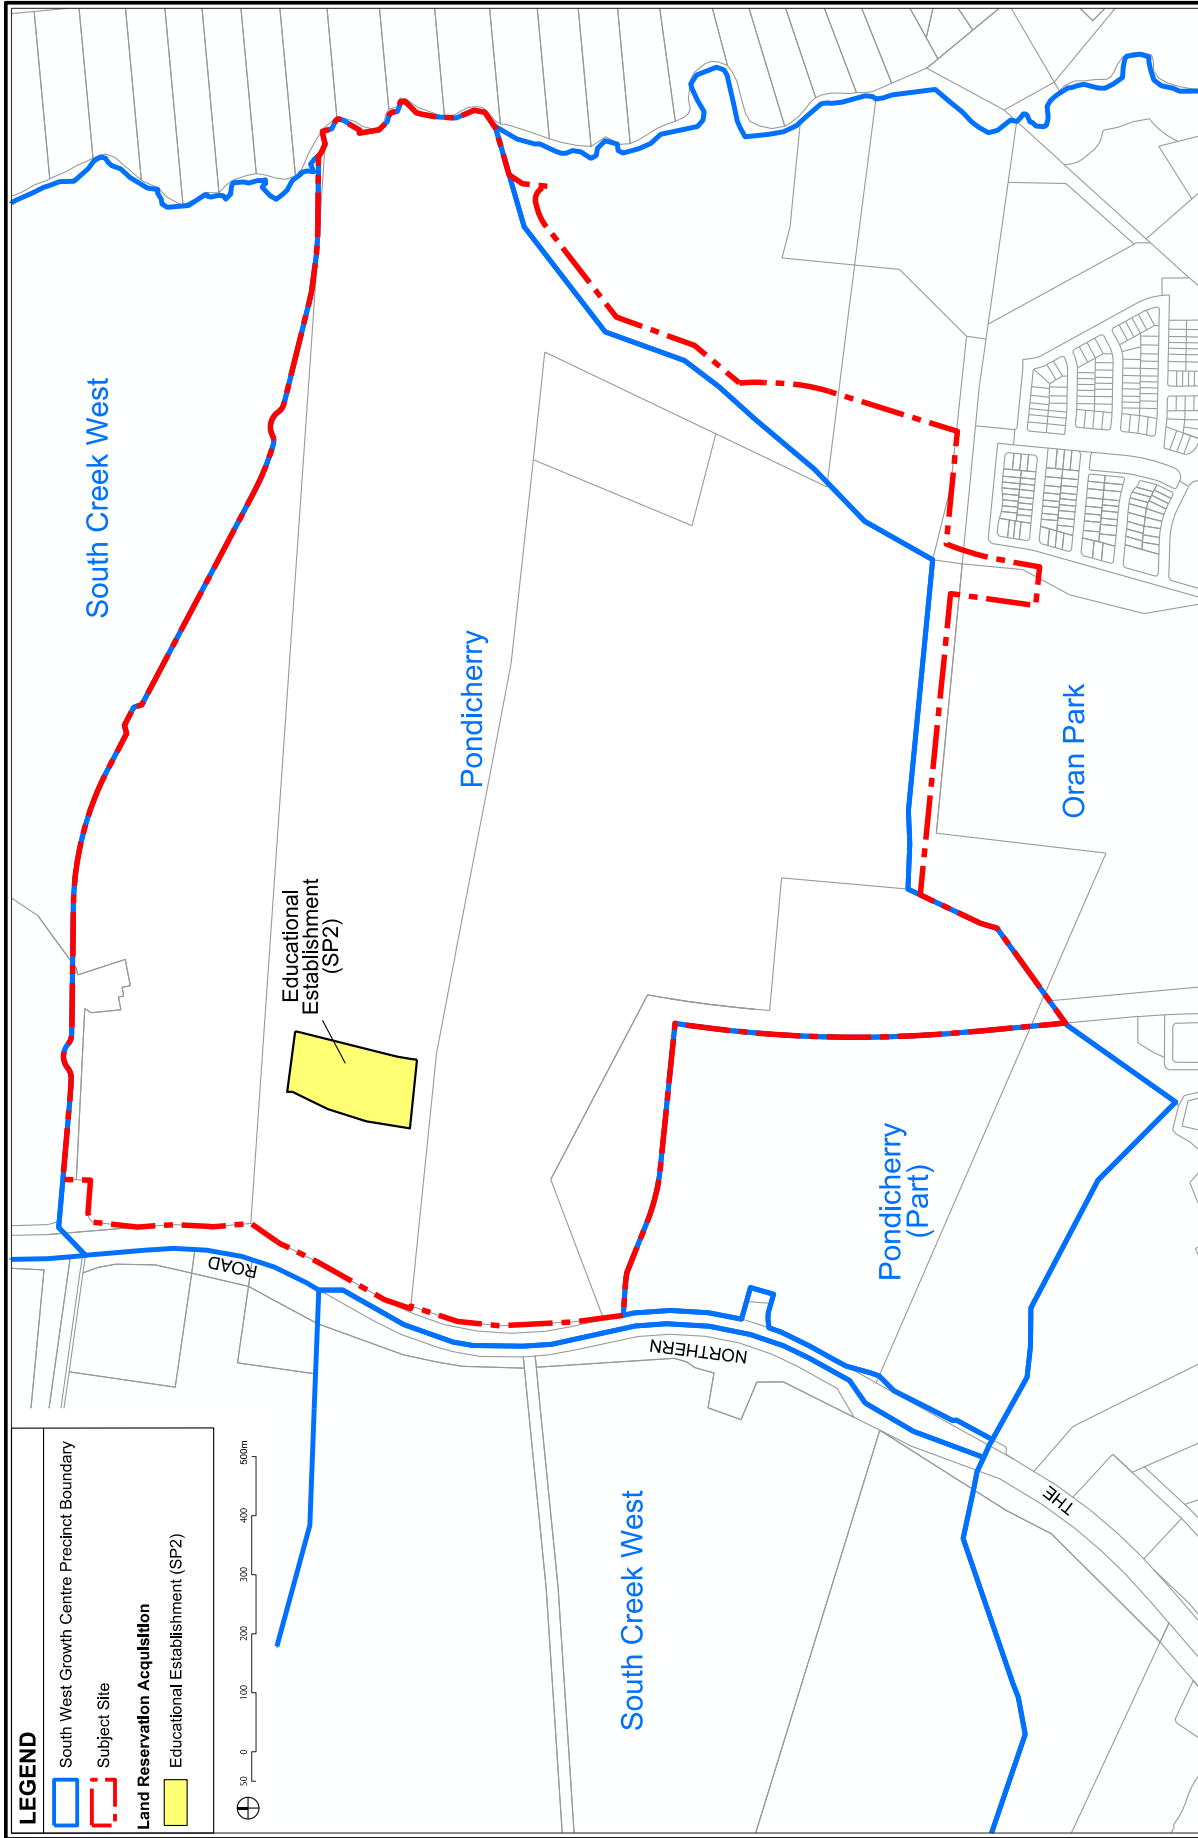 LEGEND
South West Growth Centre Precinct Boundary
Subject Site
Land Reservation Acquisition
Educational Establishment (SP2)
50 0 100 200 300 400 500m
South Creek West
Pondicherry
Educational
Establishment
(SP2)
Oran Park
Pondicherry
(Part)
South Creek West
THE
NORTHERN
ROAD